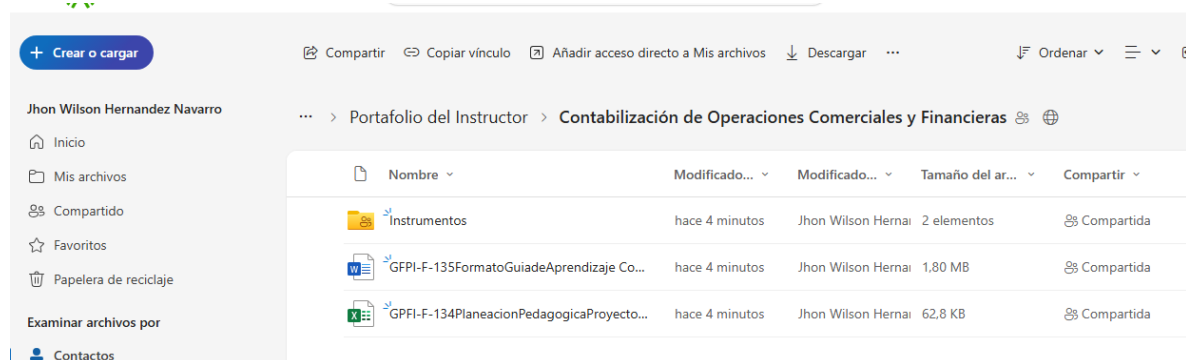 + Crear o cargar
Compartir Copiar vínculo Añadir acceso directo a Mis archivos Descargar ... Ordenar
Jhon Wilson Hernandez Navarro
... > Portafolio del Instructor > Contabilización de Operaciones Comerciales y Financieras
Inicio
Mis archivos
Nombre Modificado... Modificado... Tamaño del ar... Compartir
Compartido
Instrumentos hace 4 minutos Jhon Wilson Hernar 2 elementos Compartida
Favoritos
GFPI-F-135FormatoGuiadeAprendizaje Co... hace 4 minutos Jhon Wilson Hernar 1,80 MB Compartida
Papelera de reciclaje
GPFI-F-134PlaneacionPedagogicaProyecto... hace 4 minutos Jhon Wilson Hernar 62,8 KB Compartida
Examinar archivos por
Contactos